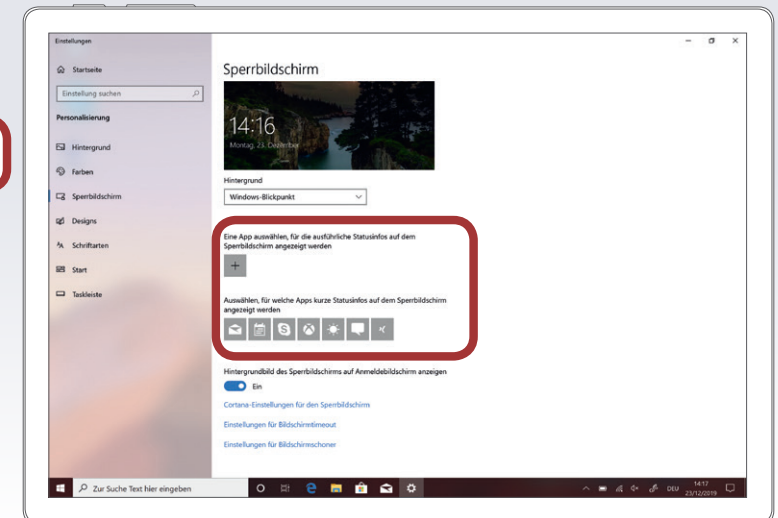 Einstellungen
Startseite
Einstellung suchen
Personalisierung
Hintergrund
Farben
Sperrbildschirm
Designs
Schriftarten
Start
Taskleiste
Sperrbildschirm
14:16
Montag, 23. Dezember
Hintergrund
Windows-Blickpunkt
Eine App auswählen, für die ausführliche Statusinfos auf dem
Sperrbildschirm angezeigt werden
Auswählen, für welche Apps kurze Statusinfos auf dem Sperrbildschirm
angezeigt werden
Hintergrundbild des Sperrbildschirms auf Anmeldebildschirm anzeigen
Ein
Cortana-Einstellungen für den Sperrbildschirm
Einstellungen für Bildschirmtimeout
Einstellungen für Bildschirmschoner
Zur Suche Text hier eingeben
DEU
14:17
23/12/2019